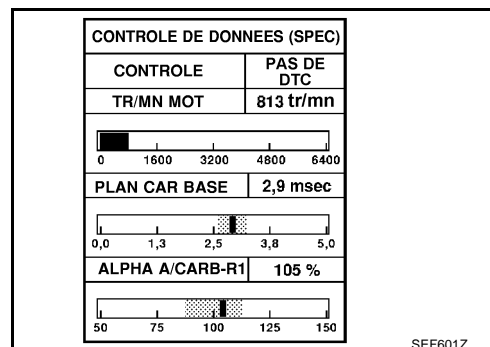 CONTROLE DE DONNEES (SPEC)
CONTROLE PAS DE DTC
TR/MN MOT 813 tr/mn
0 1600 3200 4800 6400
PLAN CAR BASE 2,9 msec
0,0 1,3 2,5 3,8 5,0
ALPHA A/CARB-R1 105 %
50 75 100 125 150
SEF601Z